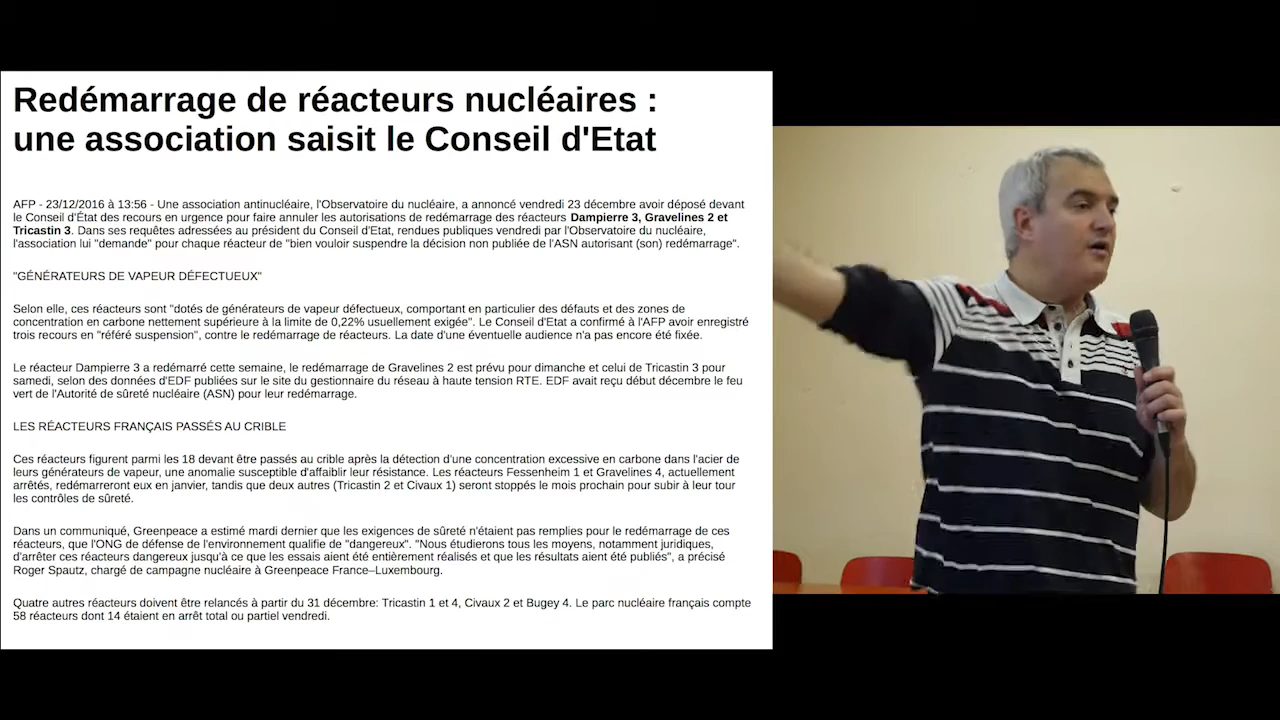 Redémarrage de réacteurs nucléaires :
une association saisit le Conseil d'Etat
AFP - 23/12/2016 à 13:56 - Une association antinucléaire, l'Observatoire du nucléaire, a annoncé vendredi 23 décembre avoir déposé devant
le Conseil d'État des recours en urgence pour faire annuler les autorisations de redémarrage des réacteurs Dampierre 3, Gravelines 2 et
Tricastin 3. Dans ses requêtes adressées au président du Conseil d'Etat, rendues publiques vendredi par l'Observatoire du nucléaire,
l'association lui "demande" pour chaque réacteur de "bien vouloir suspendre la décision non publiée de l'ASN autorisant (son) redémarrage".
"GÉNÉRATEURS DE VAPEUR DÉFECTUEUX"
Selon elle, ces réacteurs sont "dotés de générateurs de vapeur défectueux, comportant en particulier des défauts et des zones de
concentration en carbone nettement supérieure à la limite de 0,22% usuellement exigée". Le Conseil d'Etat a confirmé à l'AFP avoir enregistré
trois recours en "référé suspension", contre le redémarrage de réacteurs. La date d'une éventuelle audience n'a pas encore été fixée.
Le réacteur Dampierre 3 a redémarré cette semaine, le redémarrage de Gravelines 2 est prévu pour dimanche et celui de Tricastin 3 pour
samedi, selon des données d'EDF publiées sur le site du gestionnaire du réseau à haute tension RTE. EDF avait reçu début décembre le feu
vert de l'Autorité de sûreté nucléaire (ASN) pour leur redémarrage.
LES RÉACTEURS FRANÇAIS PASSÉS AU CRIBLE
Ces réacteurs figurent parmi les 18 devant être passés au crible après la détection d'une concentration excessive en carbone dans l'acier de
leurs générateurs de vapeur, une anomalie susceptible d'affaiblir leur résistance. Les réacteurs Fessenheim 1 et Gravelines 4, actuellement
arrêtés, redémarreront eux en janvier, tandis que deux autres (Tricastin 2 et Civaux 1) seront stoppés le mois prochain pour subir à leur tour
les contrôles de sûreté.
Dans un communiqué, Greenpeace a estimé mardi dernier que les exigences de sûreté n'étaient pas remplies pour le redémarrage de ces
réacteurs, que l'ONG de défense de l'environnement qualifie de "dangereux". "Nous étudierons tous les moyens, notamment juridiques,
d'arrêter ces réacteurs dangereux jusqu'à ce que les essais aient été entièrement réalisés et que les résultats aient été publiés", a précisé
Roger Spautz, chargé de campagne nucléaire à Greenpeace France–Luxembourg.
Quatre autres réacteurs doivent être relancés à partir du 31 décembre: Tricastin 1 et 4, Civaux 2 et Bugey 4. Le parc nucléaire français compte
58 réacteurs dont 14 étaient en arrêt total ou partiel vendredi.